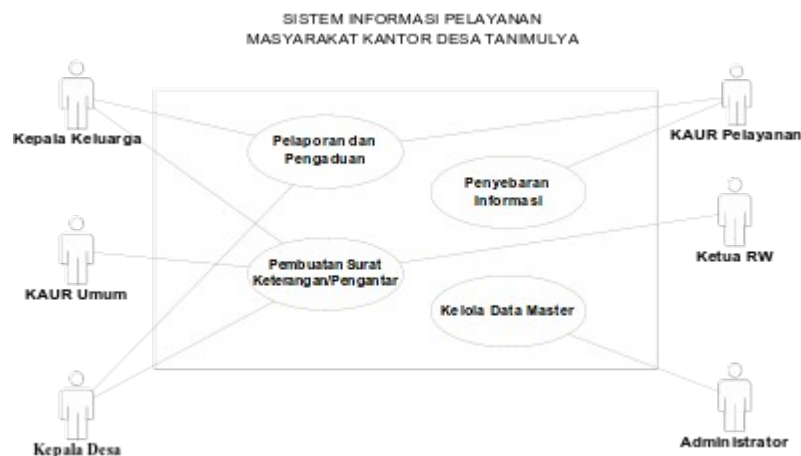 SISTEM INFORMASI PELAYANAN
MASYARAKAT KANTOR DESA TANIMULYA
Kepala Keluarga
KAUR Pelayanan
Pelaporan dan
Pengaduan
Penyebaran
Informasi
KAUR Umum
Pembuatan Surat
Keterangan/Pengantar
Ketua RW
Kelola Data Master
Kepala Desa
Administrator